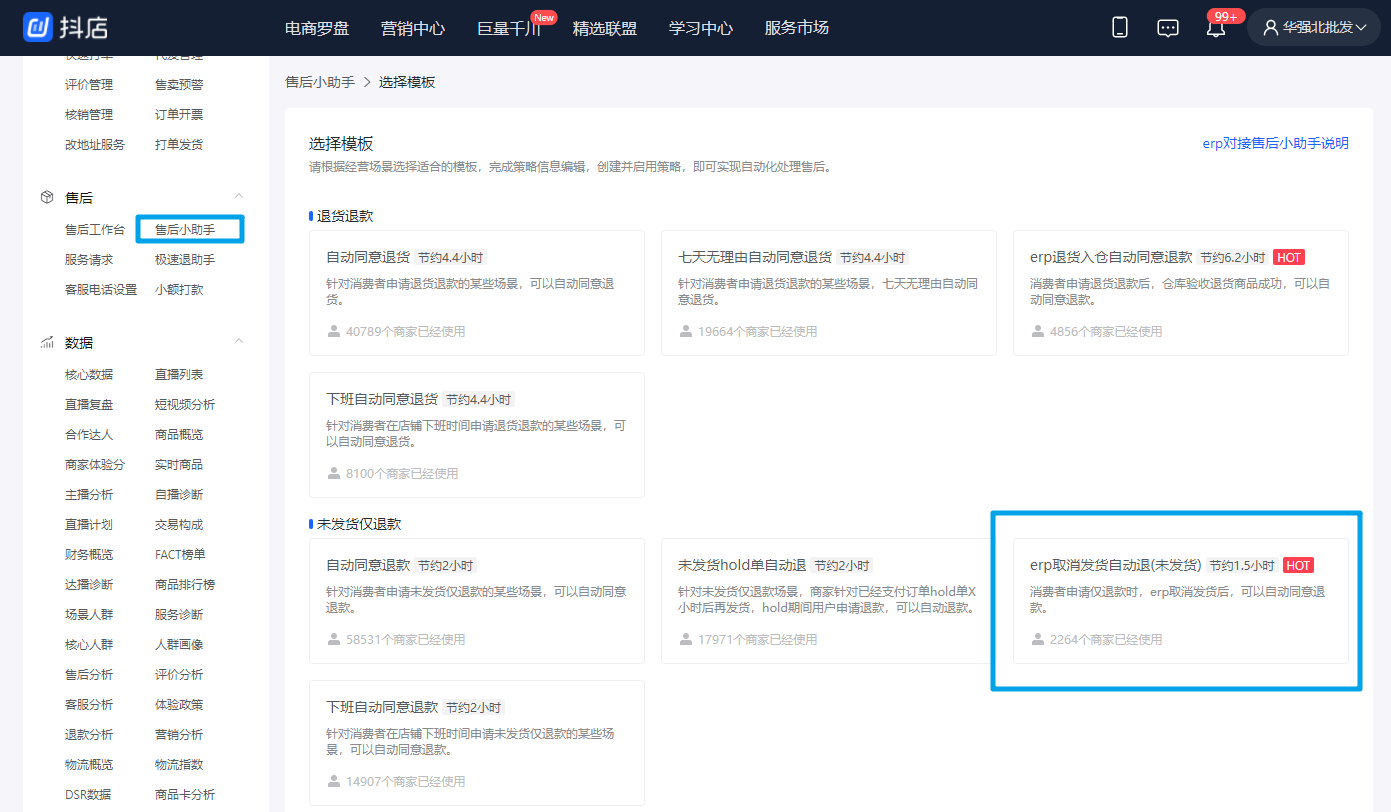 抖店
电商罗盘
营销中心
巨量千川
New
精选联盟
学习中心
服务市场
99+
华强北批发
评价管理
售卖预警
核销管理
订单开票
改地址服务
打单发货
售后
售后工作台
售后小助手
服务请求
极速退助手
客服电话设置
小额打款
数据
核心数据
直播列表
直播复盘
短视频分析
合作达人
商品概览
商家体验分
实时商品
主播分析
自播诊断
直播计划
交易构成
财务概览
FACT榜单
达播诊断
商品排行榜
场景人群
服务诊断
核心人群
人群画像
售后分析
评价分析
客服分析
体验政策
退款分析
营销分析
物流概览
物流指数
DSR数据
商品卡分析
售后小助手 > 选择模板
选择模板
erp对接售后小助手说明
请根据经营场景选择适合的模板，完成策略信息编辑，创建并启用策略，即可实现自动化处理售后。
退货退款
自动同意退货 节约4.4小时
针对消费者申请退货退款的某些场景，可以自动同意退
货。
40789个商家已经使用
七天无理由自动同意退货 节约4.4小时
针对消费者申请退货退款的某些场景，七天无理由自动同
意退货。
19664个商家已经使用
erp退货入仓自动同意退款 节约6.2小时 HOT
消费者申请退货退款后，仓库验收退货商品成功，可以自
动同意退款。
4856个商家已经使用
下班自动同意退货 节约4.4小时
针对消费者在店铺下班时间申请退货退款的某些场景，可
以自动同意退货。
8100个商家已经使用
未发货仅退款
自动同意退款 节约2小时
针对消费者申请未发货仅退款的某些场景，可以自动同意
退款。
58531个商家已经使用
未发货hold单自动退 节约2小时
针对未发货仅退款场景，商家针对已经支付订单hold单X
小时后再发货，hold期间用户申请退款，可以自动退款。
17971个商家已经使用
erp取消发货自动退(未发货) 节约1.5小时 HOT
消费者申请仅退款时，erp取消发货后，可以自动同意退
款。
2264个商家已经使用
下班自动同意退款 节约2小时
针对消费者在店铺下班时间申请未发货仅退款的某些场
景，可以自动同意退款。
14907个商家已经使用